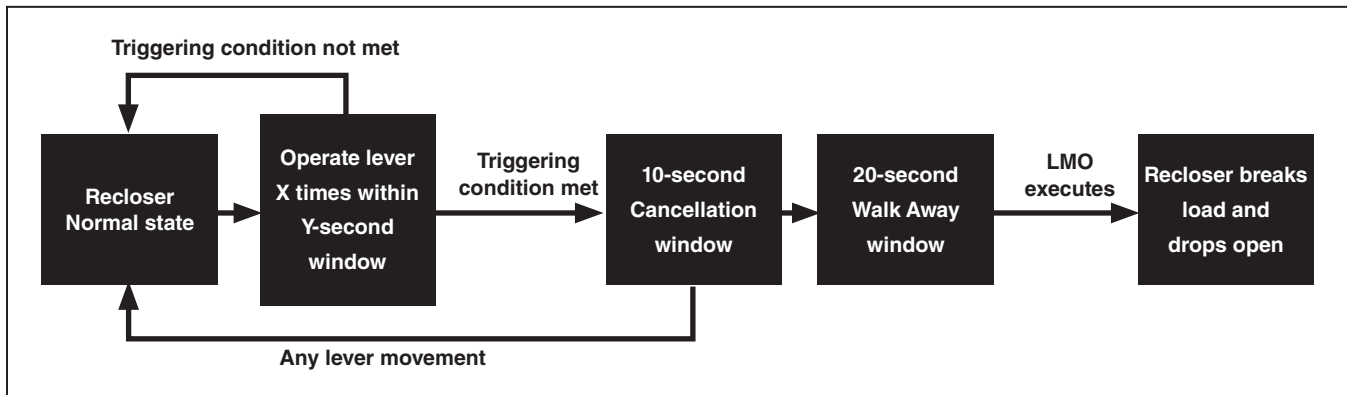 Triggering condition not met
Recloser
Normal state
Operate lever
X times within
Y-second
window
Triggering
condition met
10-second
Cancellation
window
20-second
Walk Away
window
LMO
executes
Recloser breaks
load and
drops open
Any lever movement